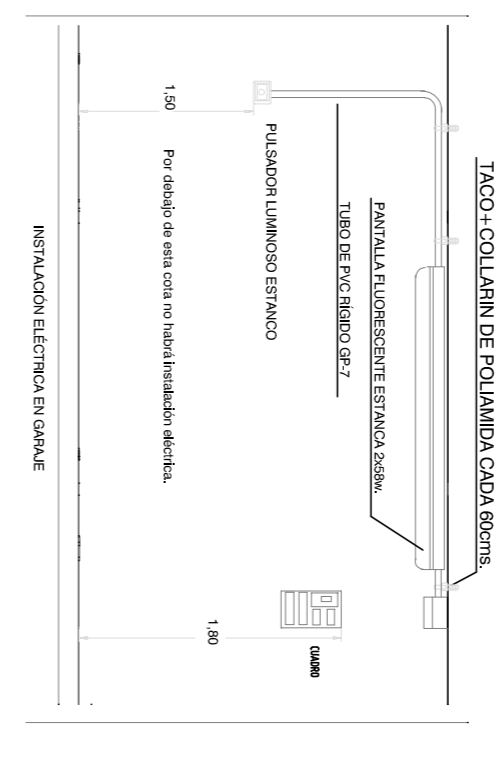 TACO+COLLARIN DE POLIAMIDA CADA 60cms.
PANTALLA FLUORESCENTE ESTANCA 2x58w.
TUBO DE PVC RÍGIDO GP-7
PULSADOR LUMINOSO ESTANCO
CUADRO
1,50
1,80
Por debajo de esta cota no habrá instalación eléctrica.
INSTALACIÓN ELÉCTRICA EN GARAJE